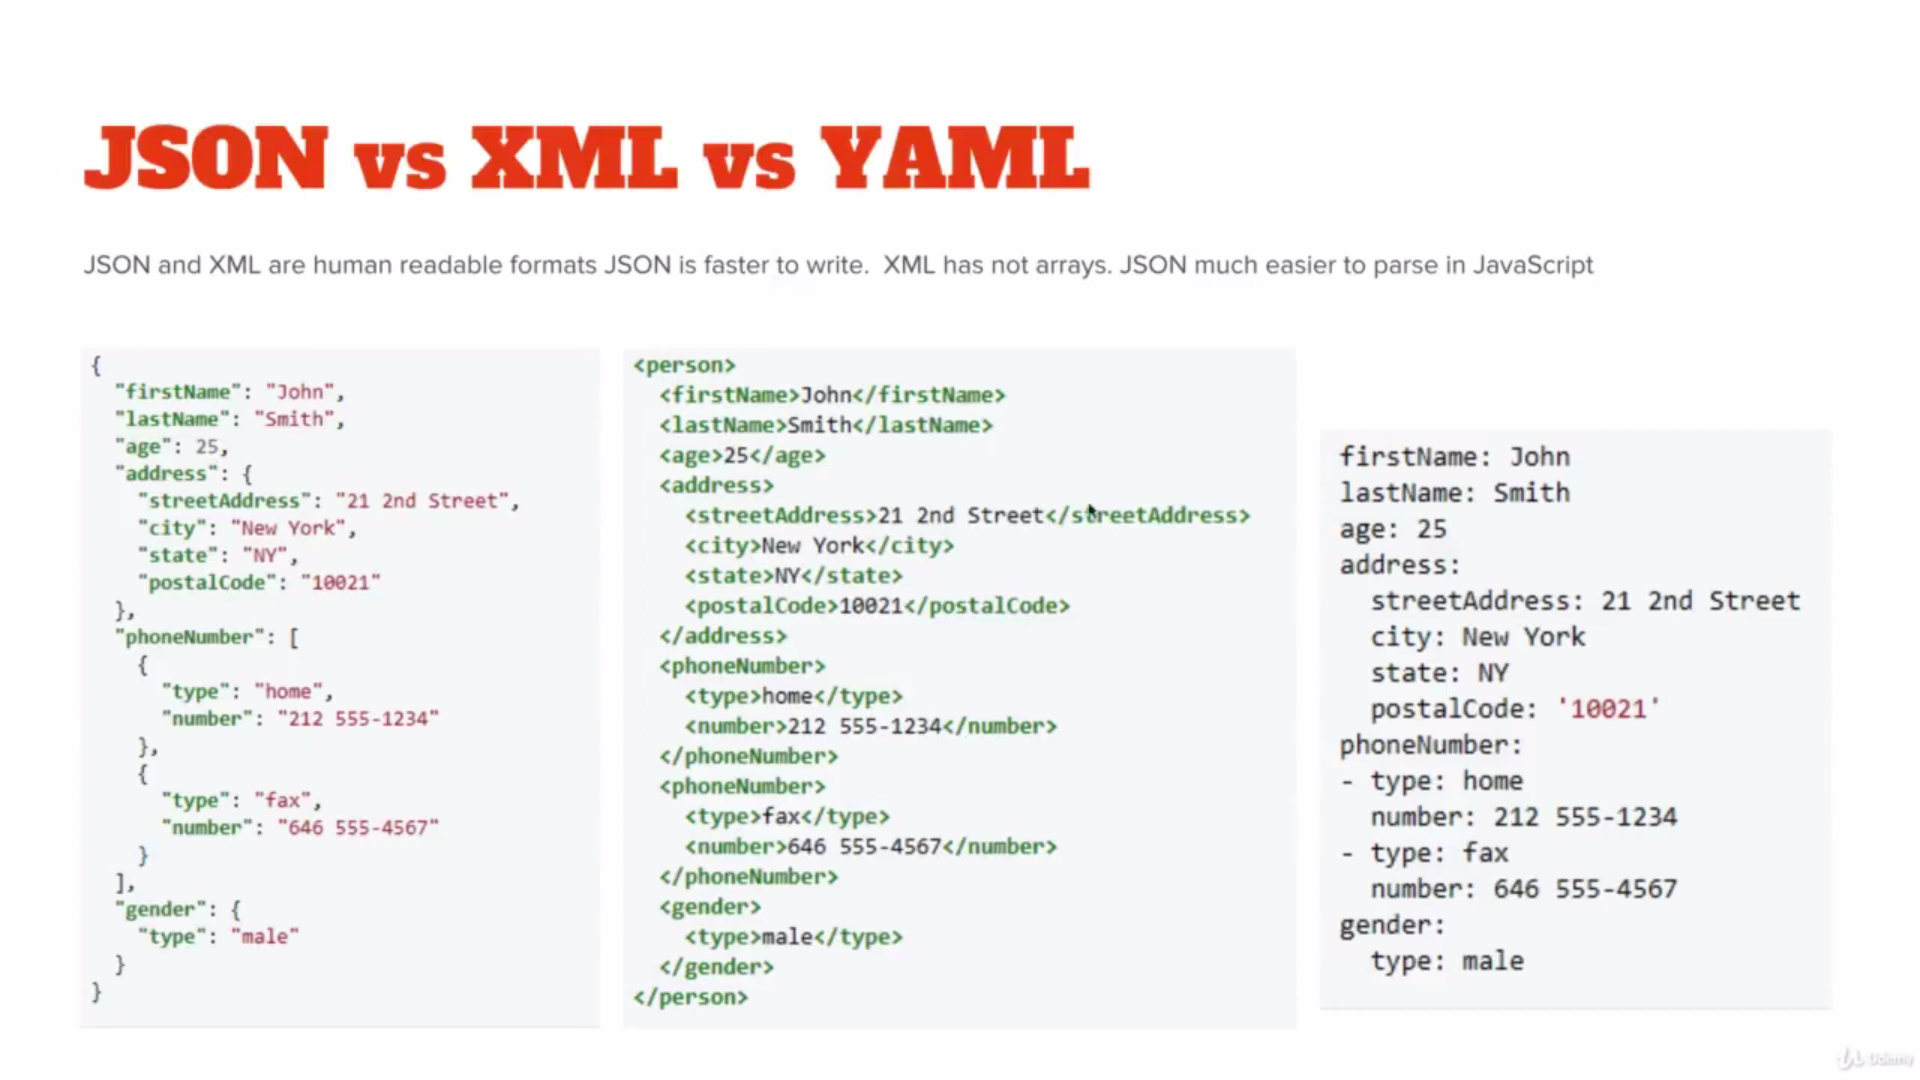 JSON vs XML vs YAML
JSON and XML are human readable formats JSON is faster to write.  XML has not arrays. JSON much easier to parse in JavaScript
{
  "firstName": "John",
  "lastName": "Smith",
  "age": 25,
  "address": {
    "streetAddress": "21 2nd Street",
    "city": "New York",
    "state": "NY",
    "postalCode": "10021"
  },
  "phoneNumber": [
    {
      "type": "home",
      "number": "212 555-1234"
    },
    {
      "type": "fax",
      "number": "646 555-4567"
    }
  ],
  "gender": {
    "type": "male"
  }
}
<person>
  <firstName>John</firstName>
  <lastName>Smith</lastName>
  <age>25</age>
  <address>
    <streetAddress>21 2nd Street</streetAddress>
    <city>New York</city>
    <state>NY</state>
    <postalCode>10021</postalCode>
  </address>
  <phoneNumber>
    <type>home</type>
    <number>212 555-1234</number>
  </phoneNumber>
  <phoneNumber>
    <type>fax</type>
    <number>646 555-4567</number>
  </phoneNumber>
  <gender>
    <type>male</type>
  </gender>
</person>
firstName: John
lastName: Smith
age: 25
address:
  streetAddress: 21 2nd Street
  city: New York
  state: NY
  postalCode: '10021'
phoneNumber:
- type: home
  number: 212 555-1234
- type: fax
  number: 646 555-4567
gender:
  type: male
Udemy